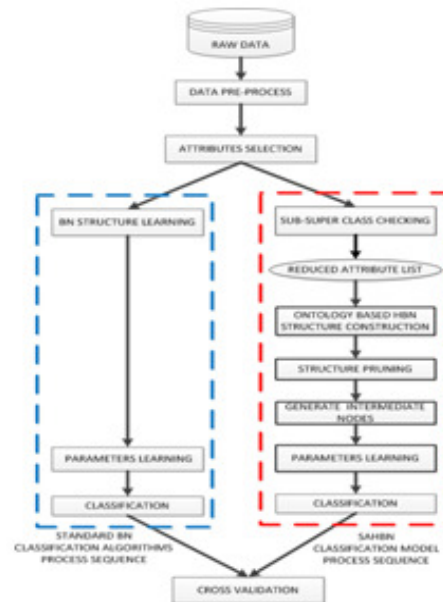 RAW DATA
DATA PRE-PROCESS
ATTRIBUTES SELECTION
BN STRUCTURE LEARNING
PARAMETERS LEARNING
CLASSIFICATION
STANDARD BN
CLASSIFICATION ALGORITHMS
PROCESS SEQUENCE
SUB-SUPER CLASS CHECKING
REDUCED ATTRIBUTE LIST
ONTOLOGY BASED HBN
STRUCTURE CONSTRUCTION
STRUCTURE PRUNING
GENERATE INTERMEDIATE
NODES
PARAMETERS LEARNING
CLASSIFICATION
SAHBN
CLASSIFICATION MODEL
PROCESS SEQUENCE
CROSS VALIDATION